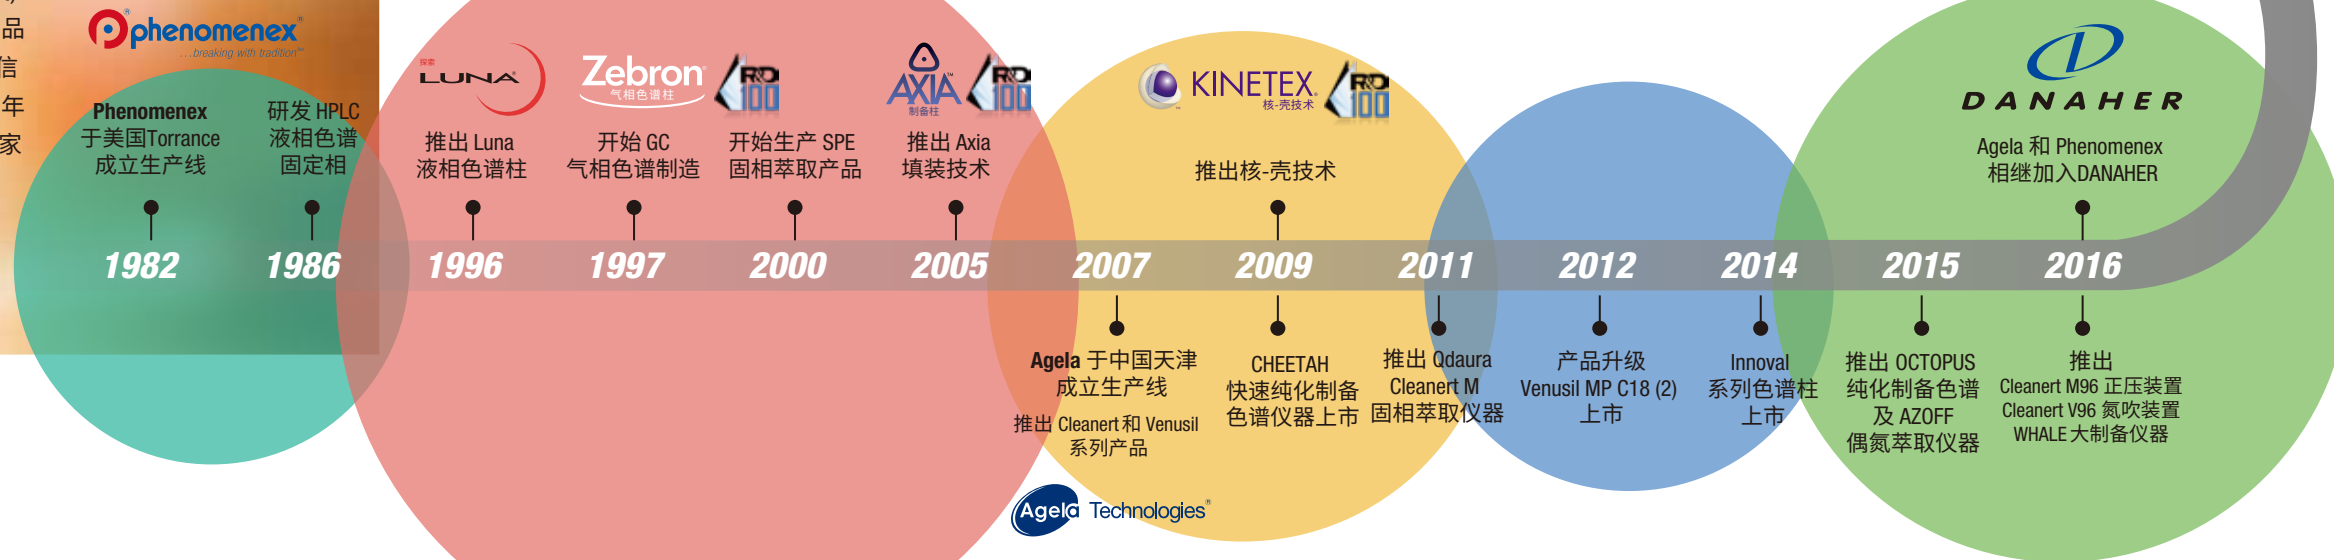 品
信
年
家
phenomenex®
...breaking with tradition℠
Phenomenex
于美国Torrance
成立生产线
研发 HPLC
液相色谱
固定相
探索
LUNA®
推出 Luna
液相色谱柱
Zebron™
气相色谱柱
开始 GC
气相色谱制造
R&D
100
开始生产 SPE
固相萃取产品
AXIA™
制备柱
R&D
100
推出 Axia
填装技术
KINETEX®
核-壳技术
R&D
100
推出核-壳技术
DANAHER
Agela 和 Phenomenex
相继加入DANAHER
1982
1986
1996
1997
2000
2005
2007
2009
2011
2012
2014
2015
2016
Agela 于中国天津
成立生产线
推出 Cleanert 和 Venusil
系列产品
CHEETAH
快速纯化制备
色谱仪器上市
推出 Qdaura
Cleanert M
固相萃取仪器
产品升级
Venusil MP C18 (2)
上市
Innoval
系列色谱柱
上市
推出 OCTOPUS
纯化制备色谱
及 AZOFF
偶氮萃取仪器
推出
Cleanert M96 正压装置
Cleanert V96 氮吹装置
WHALE 大制备仪器
Agela Technologies®